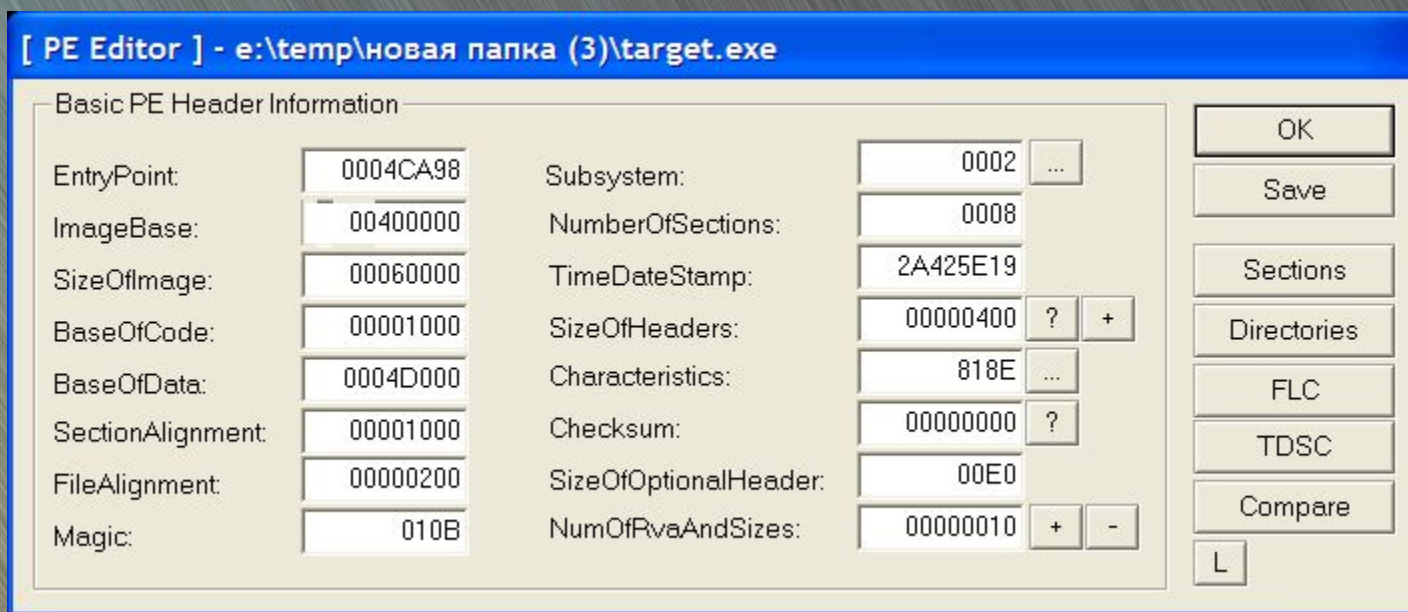 [ PE Editor ] - e:\temp\новая папка (3)\target.exe
Basic PE Header Information
EntryPoint: 0004CA98
ImageBase: 00400000
SizeOfImage: 00060000
BaseOfCode: 00001000
BaseOfData: 0004D000
SectionAlignment: 00001000
FileAlignment: 00000200
Magic: 010B
Subsystem: 0002 ...
NumberOfSections: 0008
TimeDateStamp: 2A425E19
SizeOfHeaders: 00000400 ? +
Characteristics: 818E ...
Checksum: 00000000 ?
SizeOfOptionalHeader: 00E0
NumOfRvaAndSizes: 00000010 + -
OK
Save
Sections
Directories
FLC
TDSC
Compare
L